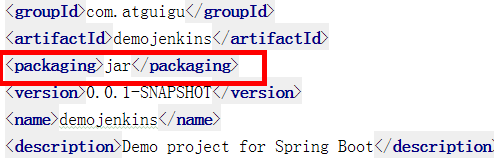 <groupId>com.atguigu</groupId>
<artifactId>demojenkins</artifactId>
<packaging>jar</packaging>
<version>0.0.1-SNAPSHOT</version>
<name>demojenkins</name>
<description>Demo project for Spring Boot</description